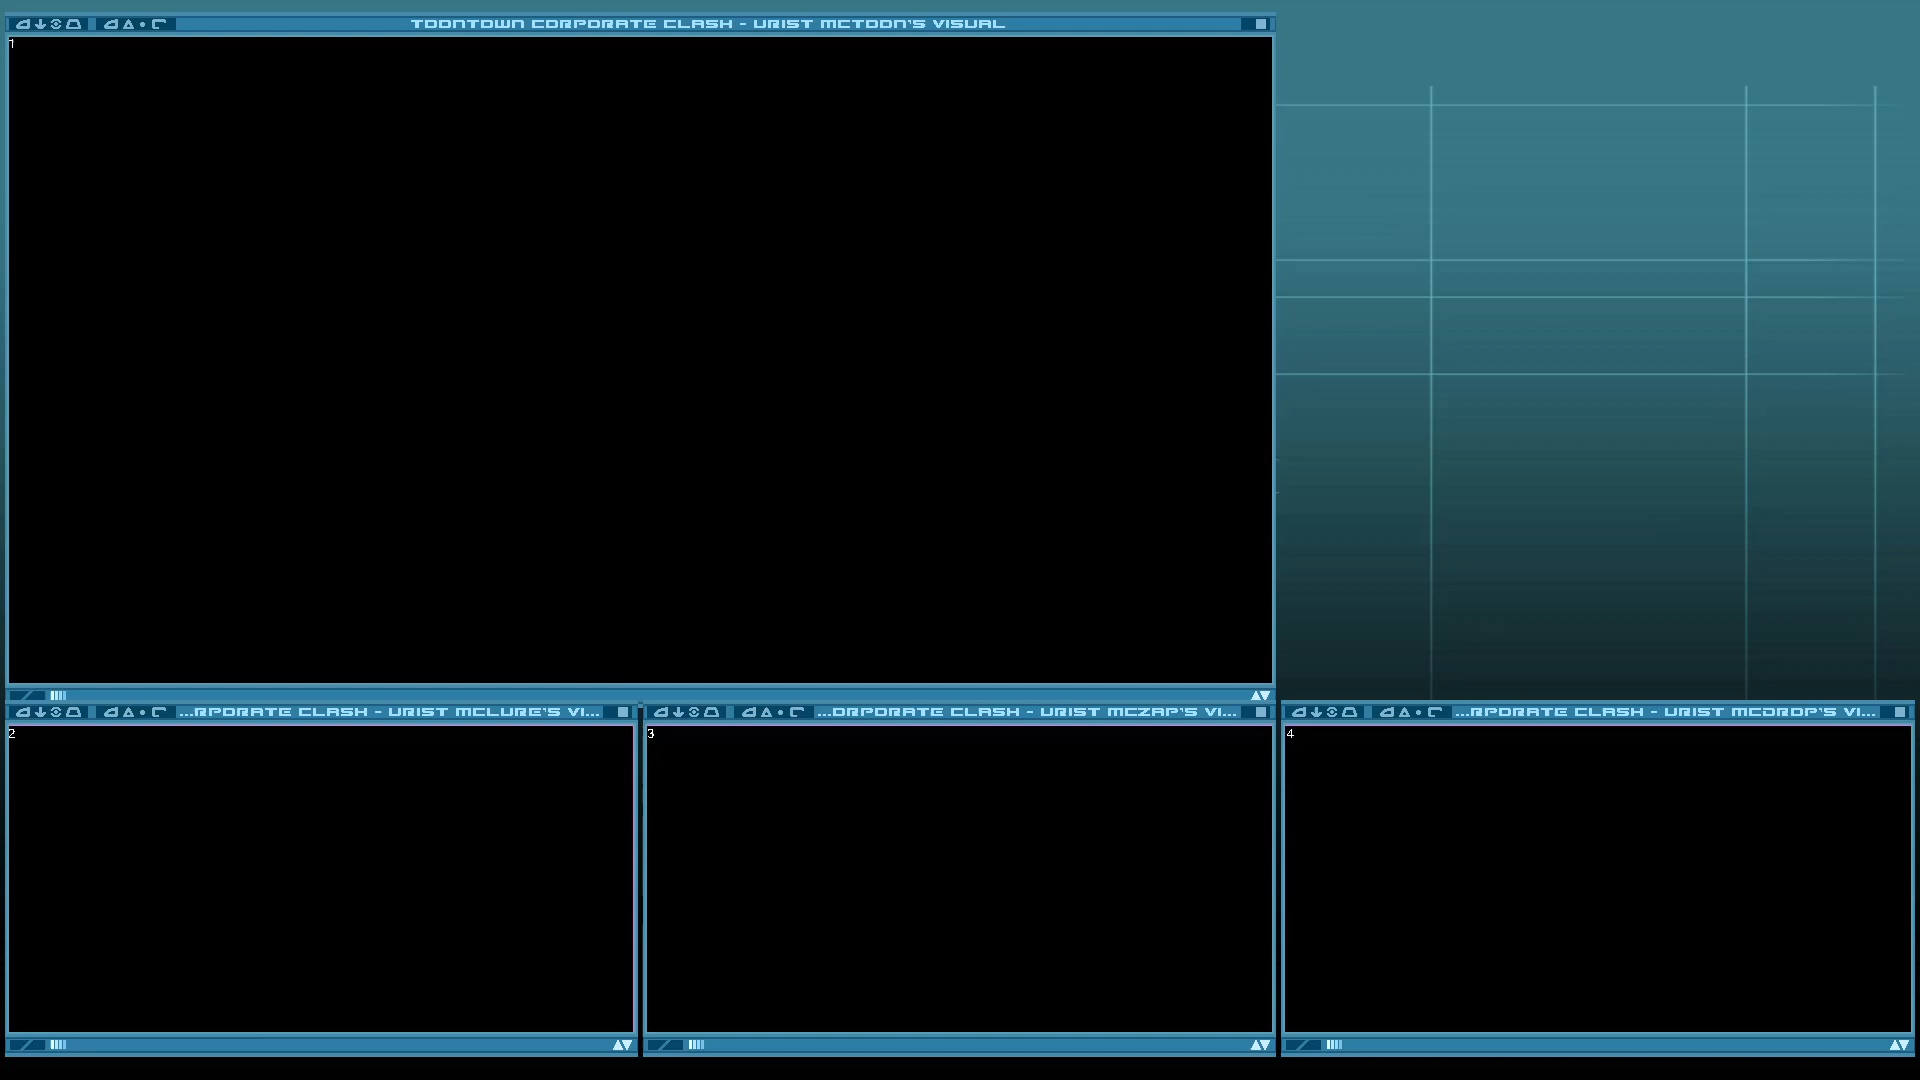 TOONTOWN CORPORATE CLASH - URIST MCTOON'S VISUAL
1
...RPORATE CLASH - URIST MCLURE'S VI...
...ORPORATE CLASH - URIST MCZAP'S VI...
...RPORATE CLASH - URIST MCDROP'S VI...
2
3
4